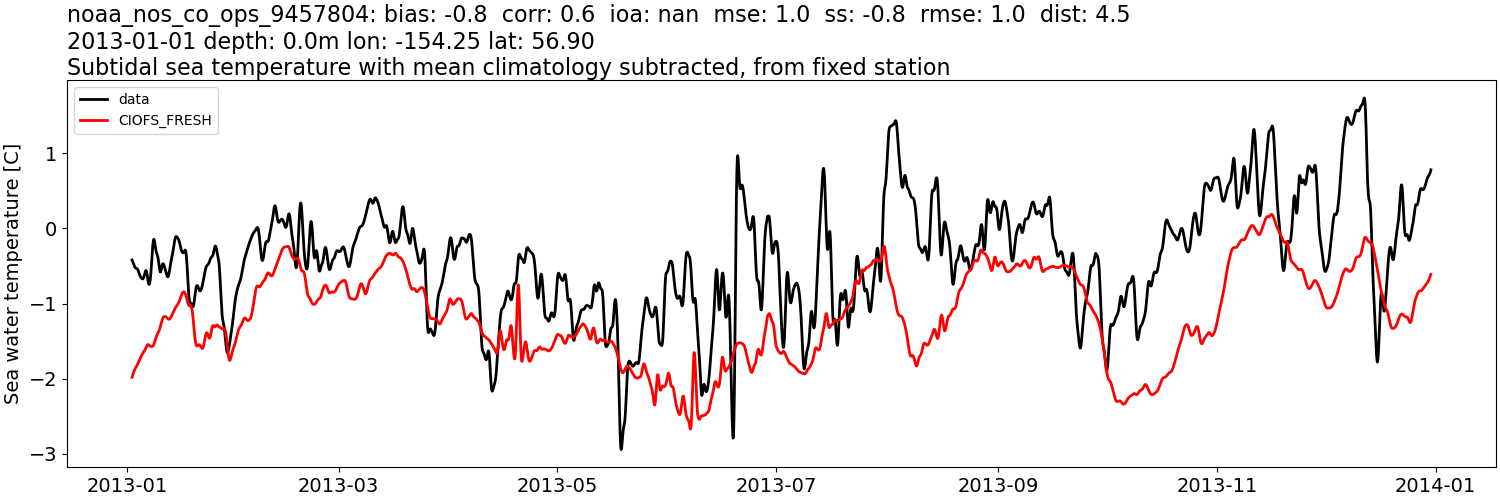 noaa_nos_co_ops_9457804: bias: -0.8  corr: 0.6  ioa: nan  mse: 1.0  ss: -0.8  rmse: 1.0  dist: 4.5
2013-01-01 depth: 0.0m lon: -154.25 lat: 56.90
Subtidal sea temperature with mean climatology subtracted, from fixed station
data
CIOFS_FRESH
Sea water temperature [C]
1
0
−1
−2
−3
2013-01
2013-03
2013-05
2013-07
2013-09
2013-11
2014-01